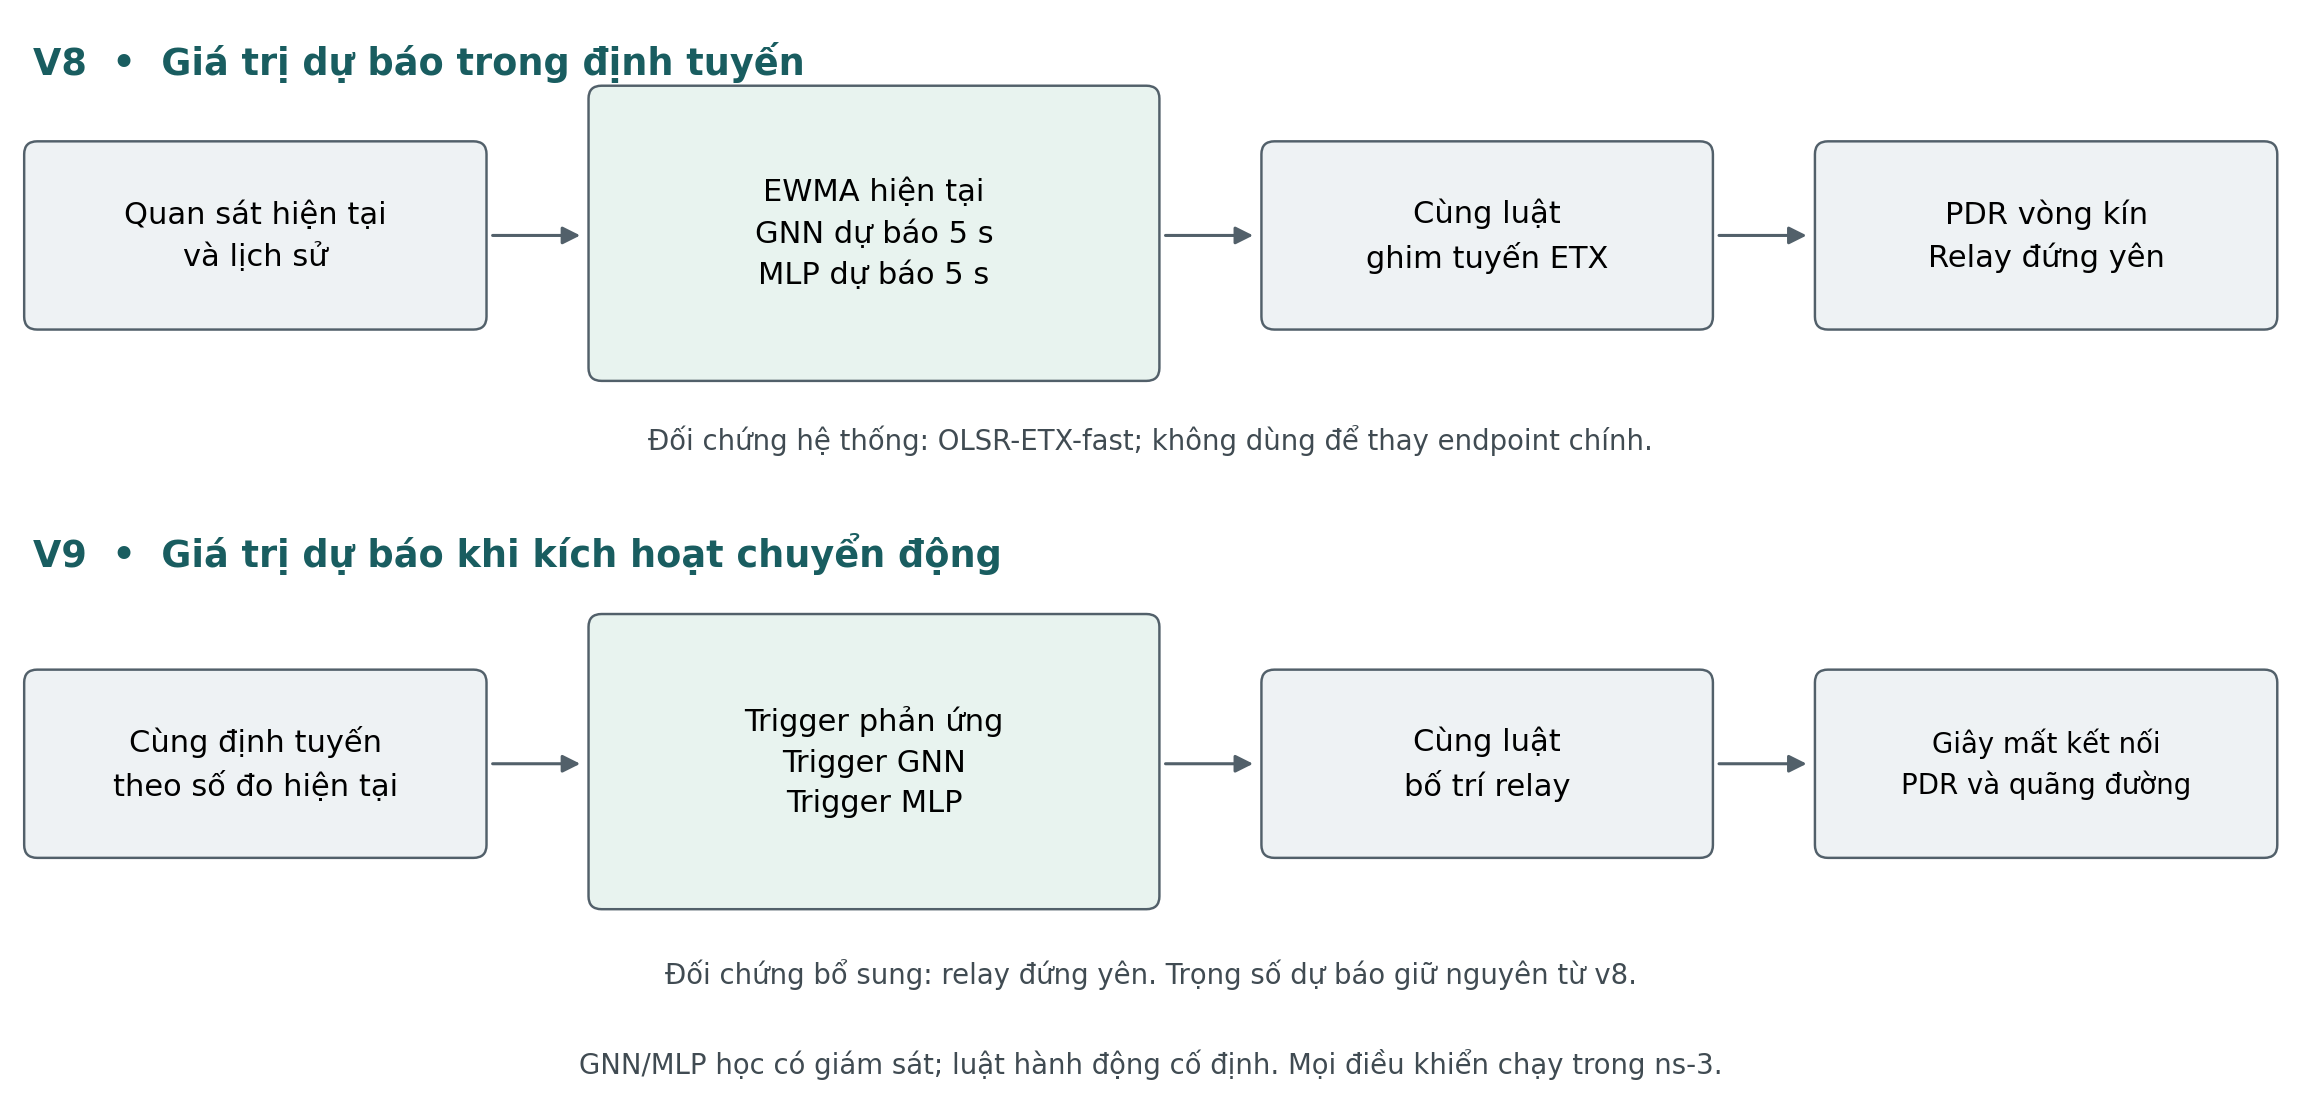 V8 • Giá trị dự báo trong định tuyến
Quan sát hiện tại
và lịch sử
EWMA hiện tại
GNN dự báo 5 s
MLP dự báo 5 s
Cùng luật
ghim tuyến ETX
PDR vòng kín
Relay đứng yên
Đối chứng hệ thống: OLSR-ETX-fast; không dùng để thay endpoint chính.
V9 • Giá trị dự báo khi kích hoạt chuyển động
Cùng định tuyến
theo số đo hiện tại
Trigger phản ứng
Trigger GNN
Trigger MLP
Cùng luật
bố trí relay
Giây mất kết nối
PDR và quãng đường
Đối chứng bổ sung: relay đứng yên. Trọng số dự báo giữ nguyên từ v8.
GNN/MLP học có giám sát; luật hành động cố định. Mọi điều khiển chạy trong ns-3.